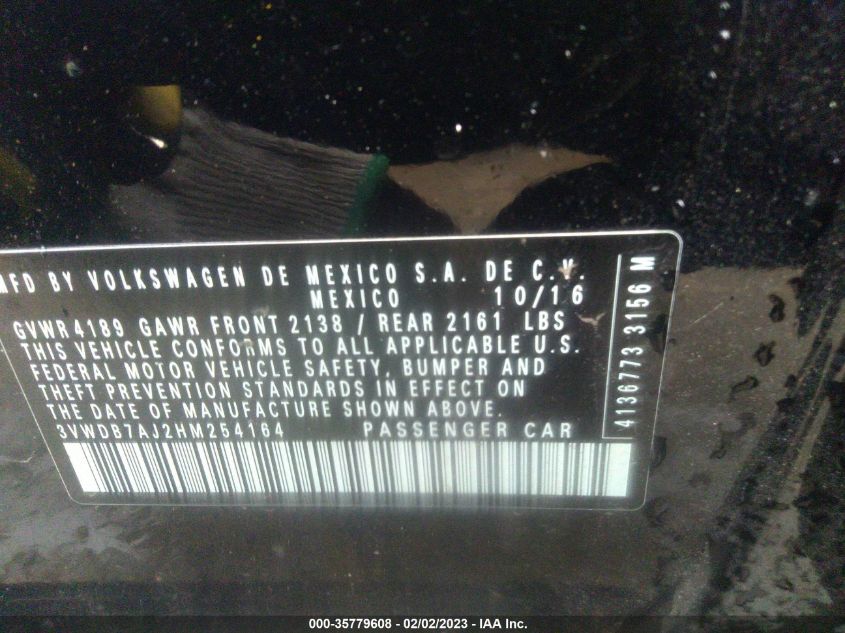 MFD BY VOLKSWAGEN DE MEXICO S.A. DE C.V.
MEXICO 10/16
GVWR 4189 GAWR FRONT 2138 / REAR 2161 LBS
THIS VEHICLE CONFORMS TO ALL APPLICABLE U.S.
FEDERAL MOTOR VEHICLE SAFETY, BUMPER AND
THEFT PREVENTION STANDARDS IN EFFECT ON
THE DATE OF MANUFACTURE SHOWN ABOVE.
3VWDB7AJ2HM254164 PASSENGER CAR
4136773 3156 M
000-35779608 - 02/02/2023 - IAA Inc.